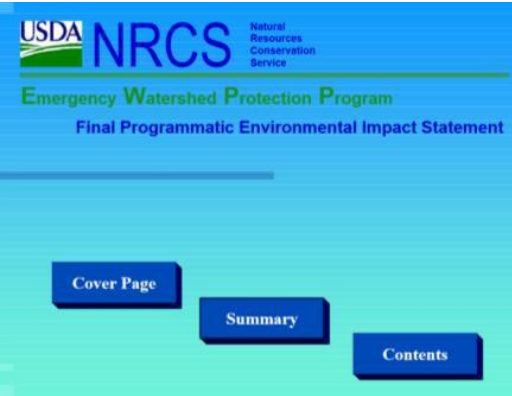 USDA
NRCS
Natural
Resources
Conservation
Service
Emergency Watershed Protection Program
Final Programmatic Environmental Impact Statement
Cover Page
Summary
Contents